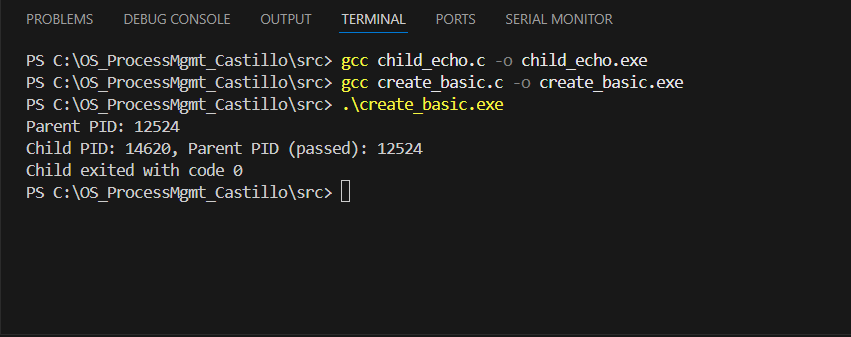 PROBLEMS DEBUG CONSOLE OUTPUT TERMINAL PORTS SERIAL MONITOR
PS C:\OS_ProcessMgmt_Castillo\src> gcc child_echo.c -o child_echo.exe
PS C:\OS_ProcessMgmt_Castillo\src> gcc create_basic.c -o create_basic.exe
PS C:\OS_ProcessMgmt_Castillo\src> .\create_basic.exe
Parent PID: 12524
Child PID: 14620, Parent PID (passed): 12524
Child exited with code 0
PS C:\OS_ProcessMgmt_Castillo\src>